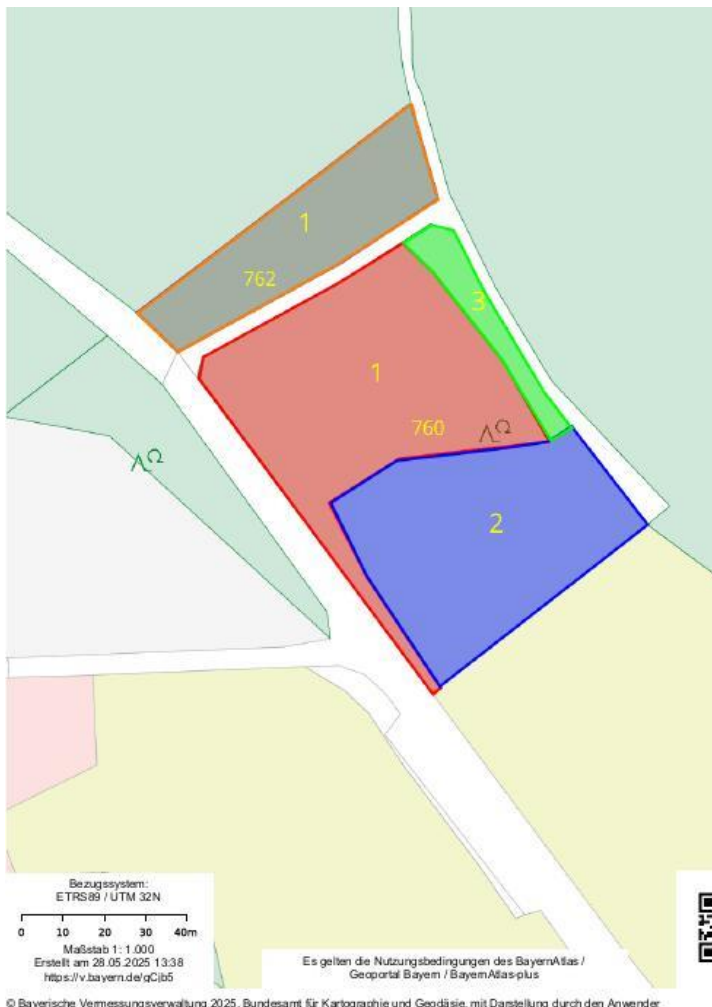 1
762
3
1
760
2
Bezugssystem:
ETRS89 / UTM 32N
0 10 20 30 40m
Maßstab 1: 1.000
Erstellt am 28.05.2025 13:38
https://v.bayern.de/gCjb5
Es gelten die Nutzungsbedingungen des BayernAtlas /
Geoportal Bayern / BayernAtlas-plus
© Bayerische Vermessungsverwaltung 2025, Bundesamt für Kartographie und Geodäsie, mit Darstellung durch den Anwender